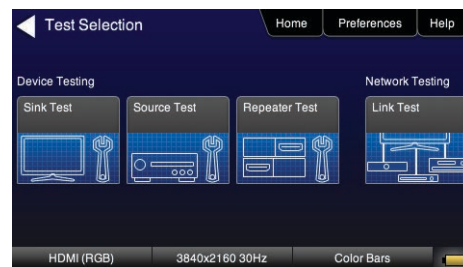 Test Selection
Home
Preferences
Help
Device Testing
Network Testing
Sink Test
Source Test
Repeater Test
Link Test
HDMI (RGB)
3840x2160 30Hz
Color Bars